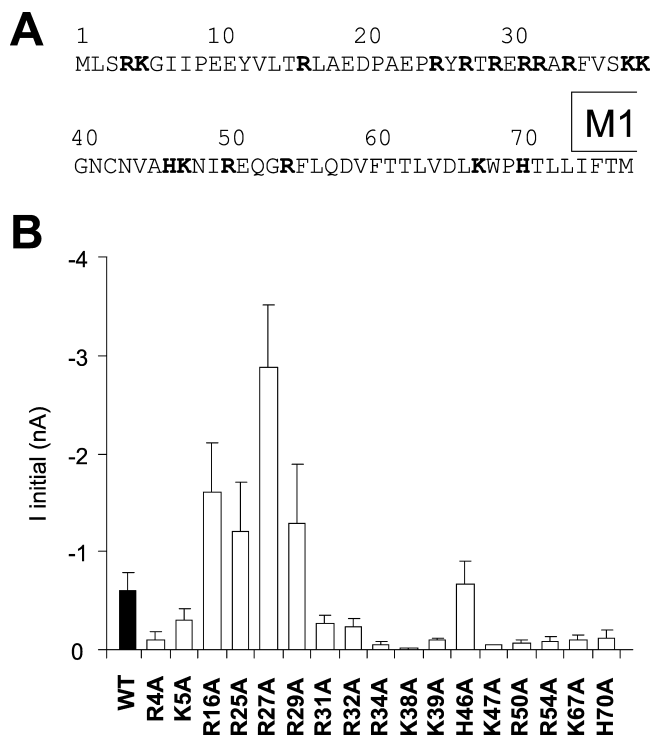 A
1 10 20 30
MLSRKGIIPEEYVLTRLAEDPAEPRYRTRERRARFVSKK
M1
40 50 60 70
GNCNVAHKNIREQGRFLQDVFTTLVDLKWPHTLLIFTM
B
I initial (nA)
-4
-3
-2
-1
0
WT R4A K5A R16A R25A R27A R29A R31A R32A R34A K38A K39A H46A K47A R50A R54A K67A H70A